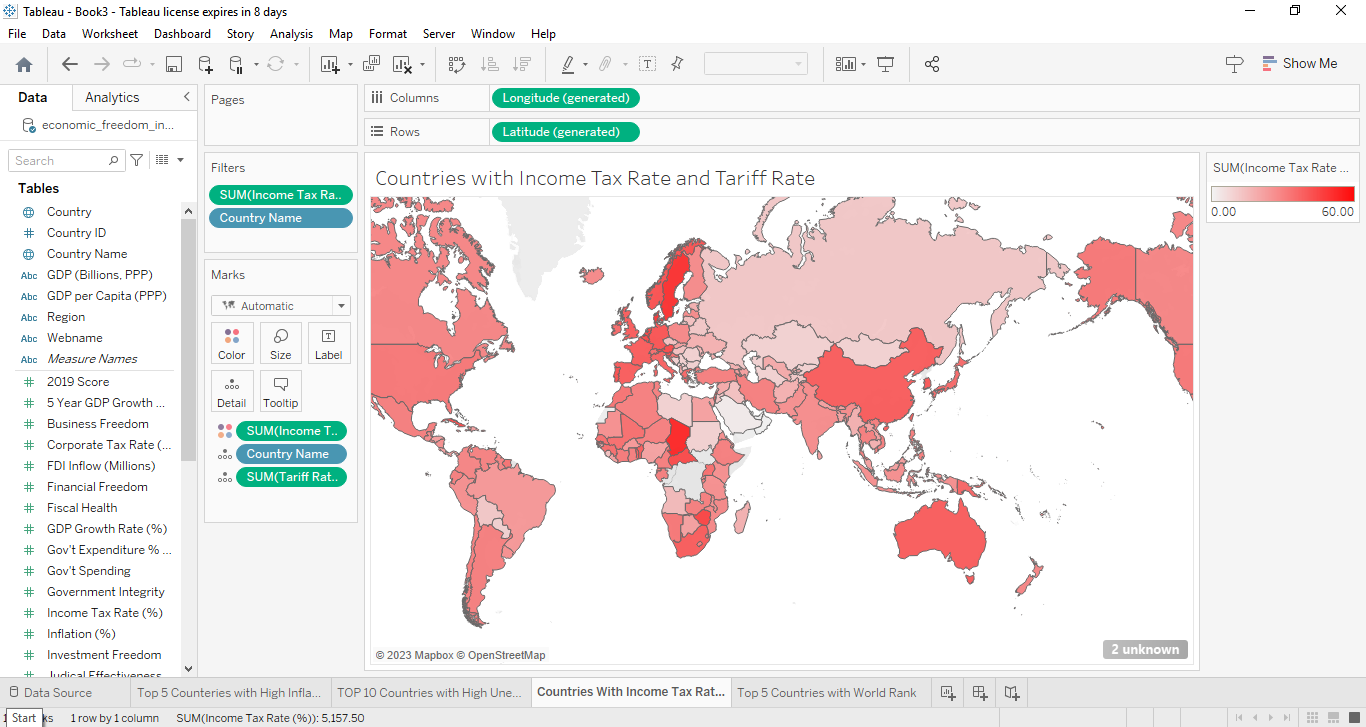 Tableau - Book3 - Tableau license expires in 8 days
File Data Worksheet Dashboard Story Analysis Map Format Server Window Help
Show Me
Data Analytics
economic_freedom_in...
Search
Tables
Country
Country ID
Country Name
Abc GDP (Billions, PPP)
Abc GDP per Capita (PPP)
Abc Region
Abc Webname
Abc Measure Names
2019 Score
5 Year GDP Growth ...
Business Freedom
Corporate Tax Rate (...
FDI Inflow (Millions)
Financial Freedom
Fiscal Health
GDP Growth Rate (%)
Gov't Expenditure % ...
Gov't Spending
Government Integrity
Income Tax Rate (%)
Inflation (%)
Investment Freedom
Judical Effectiveness
Pages
Filters
SUM(Income Tax Ra..
Country Name
Marks
Automatic
Color Size Label
Detail Tooltip
SUM(Income T..
Country Name
SUM(Tariff Rat..
Columns Longitude (generated)
Rows Latitude (generated)
Countries with Income Tax Rate and Tariff Rate
© 2023 Mapbox © OpenStreetMap
2 unknown
SUM(Income Tax Rate ...
0.00 60.00
Data Source Top 5 Counteries with High Infla... TOP 10 Countries with High Une... Countries With Income Tax Rat... Top 5 Countries with World Rank
Start
1 row by 1 column SUM(Income Tax Rate (%)): 5,157.50